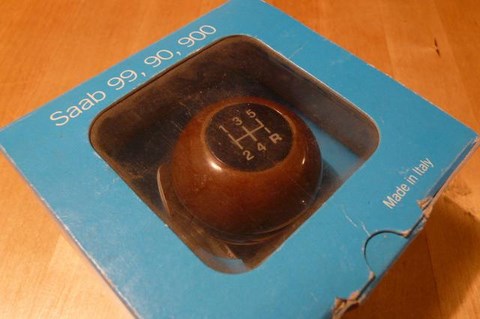 Saab 99, 90, 900
1 3 5
2 4 R
Made in Italy